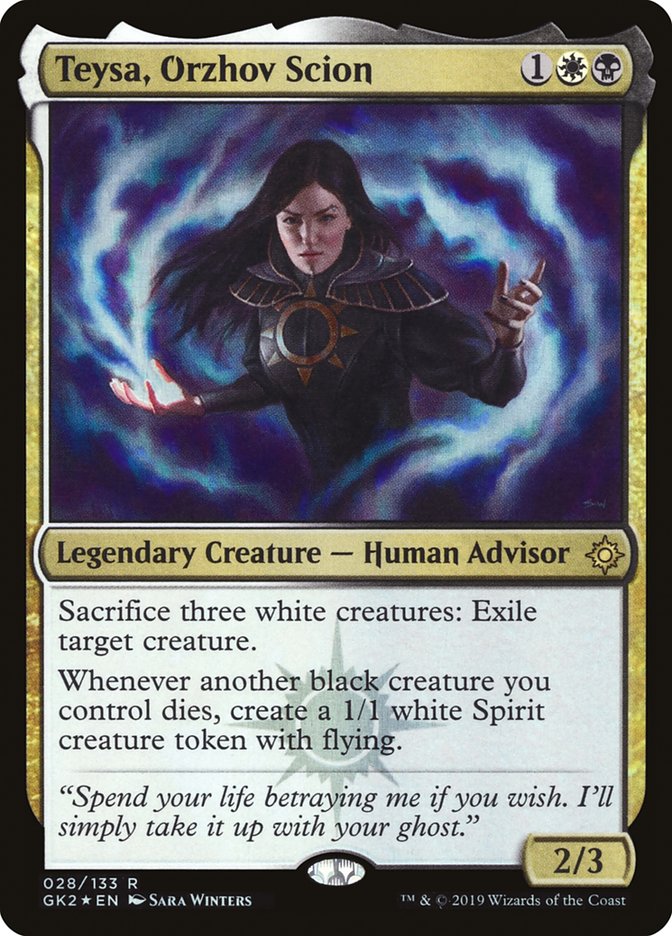 Teysa, Orzhov Scion 1
Legendary Creature — Human Advisor
Sacrifice three white creatures: Exile
target creature.
Whenever another black creature you
control dies, create a 1/1 white Spirit
creature token with flying.
“Spend your life betraying me if you wish. I’ll
simply take it up with your ghost.”
2/3
028/133 R
GK2★EN Sara Winters
™ & © 2019 Wizards of the Coast